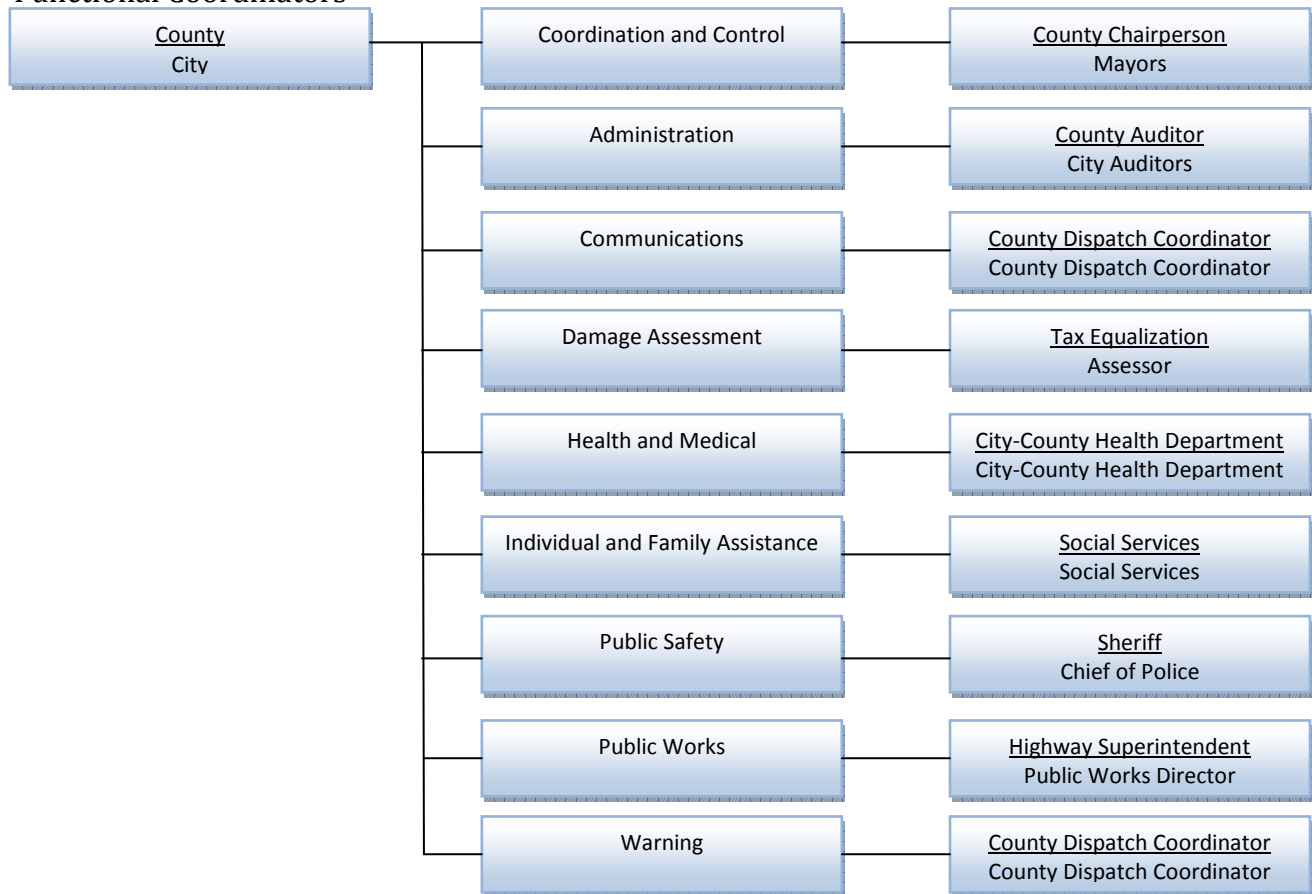 Functional Coordinators
County
City
Coordination and Control
County Chairperson
Mayors
Administration
County Auditor
City Auditors
Communications
County Dispatch Coordinator
County Dispatch Coordinator
Damage Assessment
Tax Equalization
Assessor
Health and Medical
City-County Health Department
City-County Health Department
Individual and Family Assistance
Social Services
Social Services
Public Safety
Sheriff
Chief of Police
Public Works
Highway Superintendent
Public Works Director
Warning
County Dispatch Coordinator
County Dispatch Coordinator